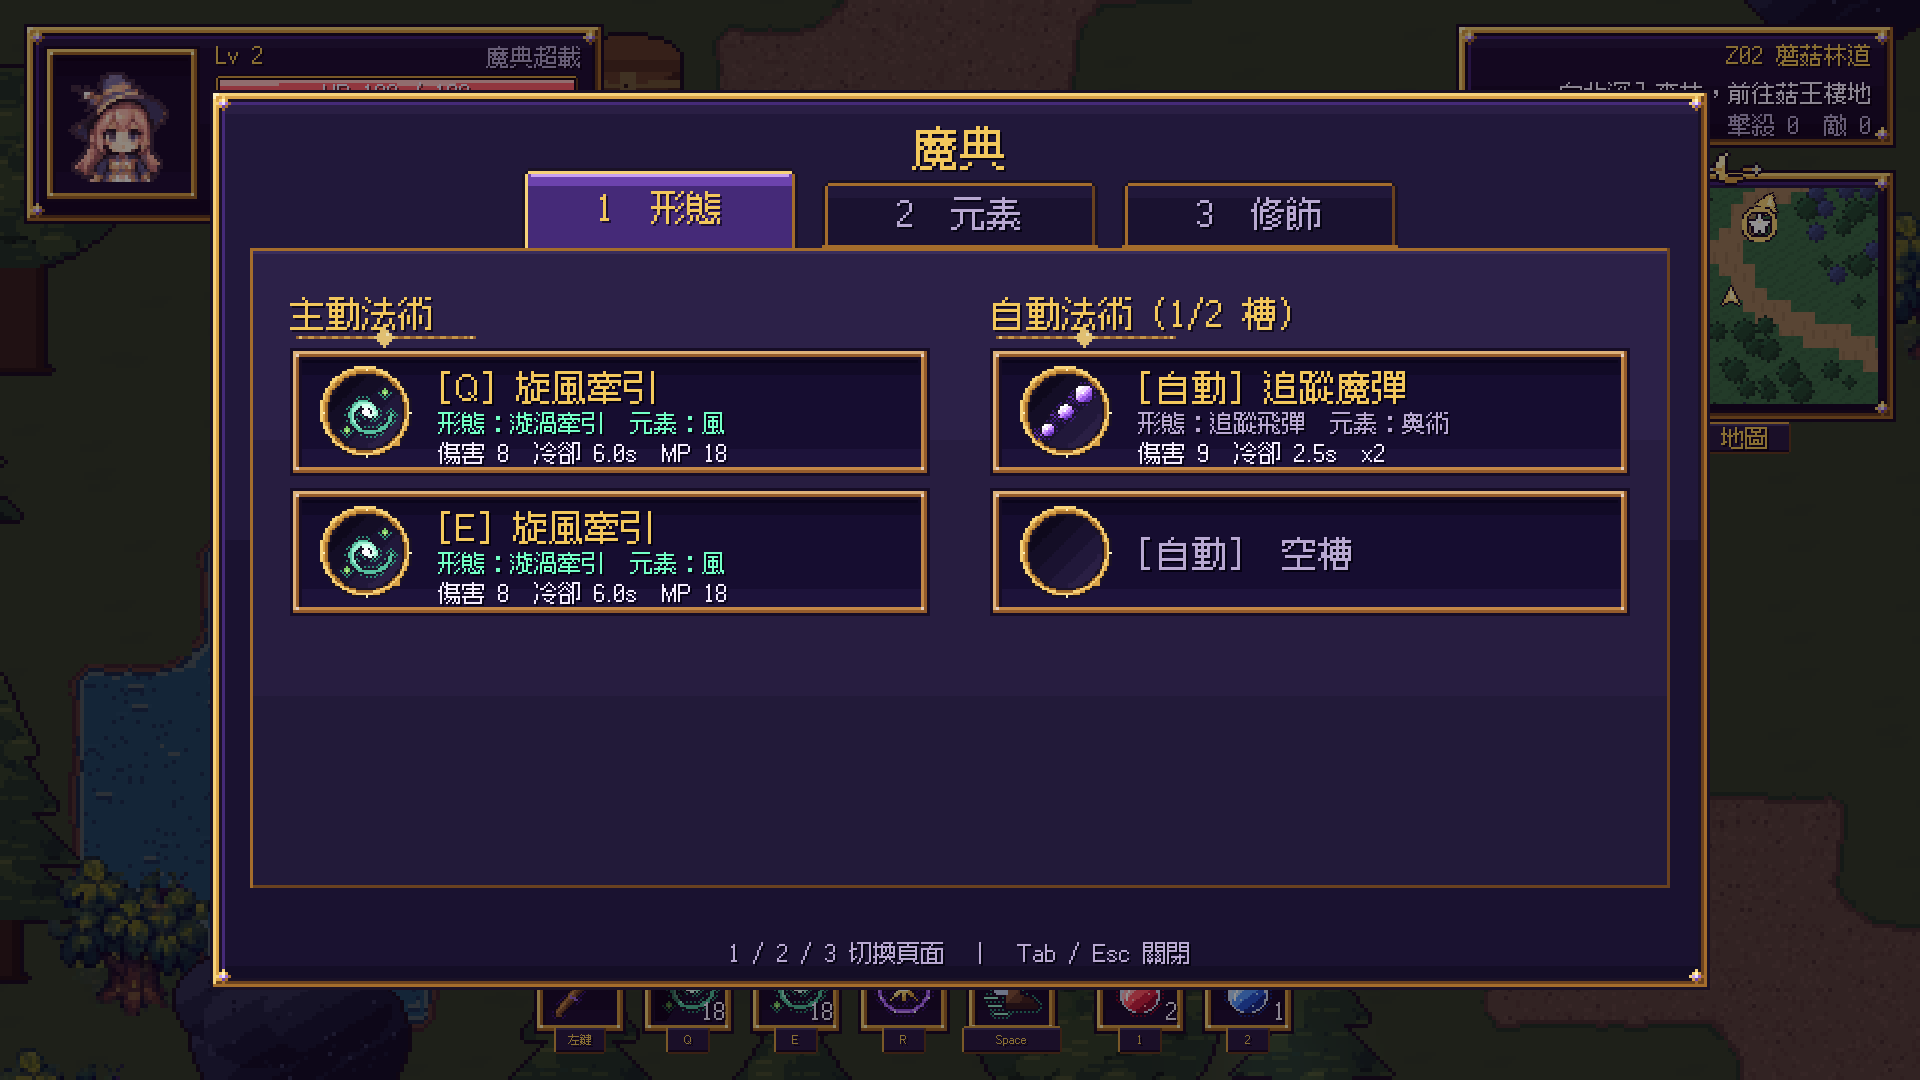 Lv 2
魔典超載
Z02 蘑菇林道
，前往菇王棲地
擊殺 0 敵 0
魔典
1 形態
2 元素
3 修飾
主動法術
[Q] 旋風牽引
形態：漩渦牽引 元素：風
傷害 8 冷卻 6.0s MP 18
[E] 旋風牽引
形態：漩渦牽引 元素：風
傷害 8 冷卻 6.0s MP 18
自動法術 (1/2 槽)
[自動] 追蹤魔彈
形態：追蹤飛彈 元素：奧術
傷害 9 冷卻 2.5s x2
[自動] 空槽
地圖
1 / 2 / 3 切換頁面 | Tab / Esc 關閉
18
18
2
1
左鍵
Q
E
R
Space
1
2